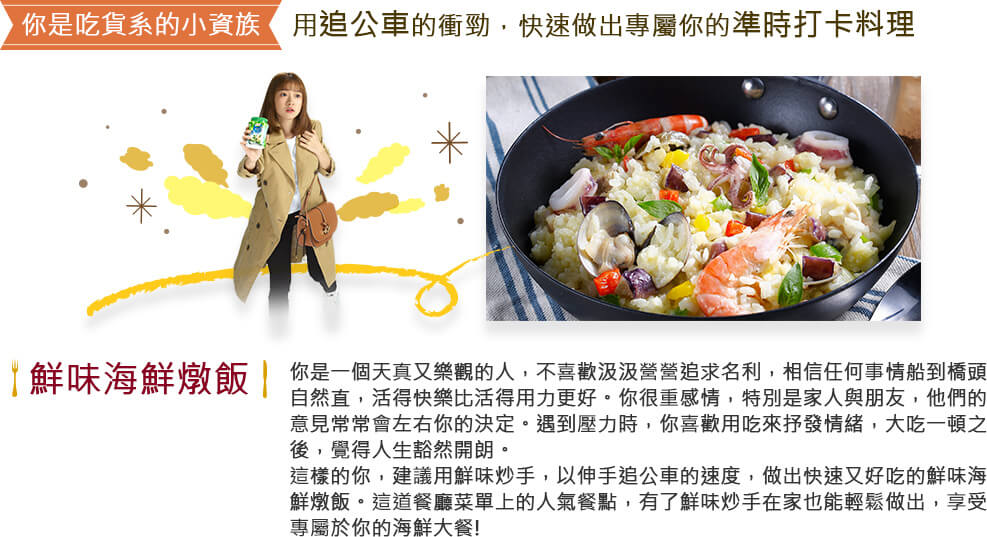 你是吃貨系的小資族
用追公車的衝勁，快速做出專屬你的準時打卡料理
鮮味海鮮燉飯
你是一個天真又樂觀的人，不喜歡汲汲營營追求名利，相信任何事情船到橋頭
自然直，活得快樂比活得用力更好。你很重感情，特別是家人與朋友，他們的
意見常常會左右你的決定。遇到壓力時，你喜歡用吃來抒發情緒，大吃一頓之
後，覺得人生豁然開朗。
這樣的你，建議用鮮味炒手，以伸手追公車的速度，做出快速又好吃的鮮味海
鮮燉飯。這道餐廳菜單上的人氣餐點，有了鮮味炒手在家也能輕鬆做出，享受
專屬於你的海鮮大餐!